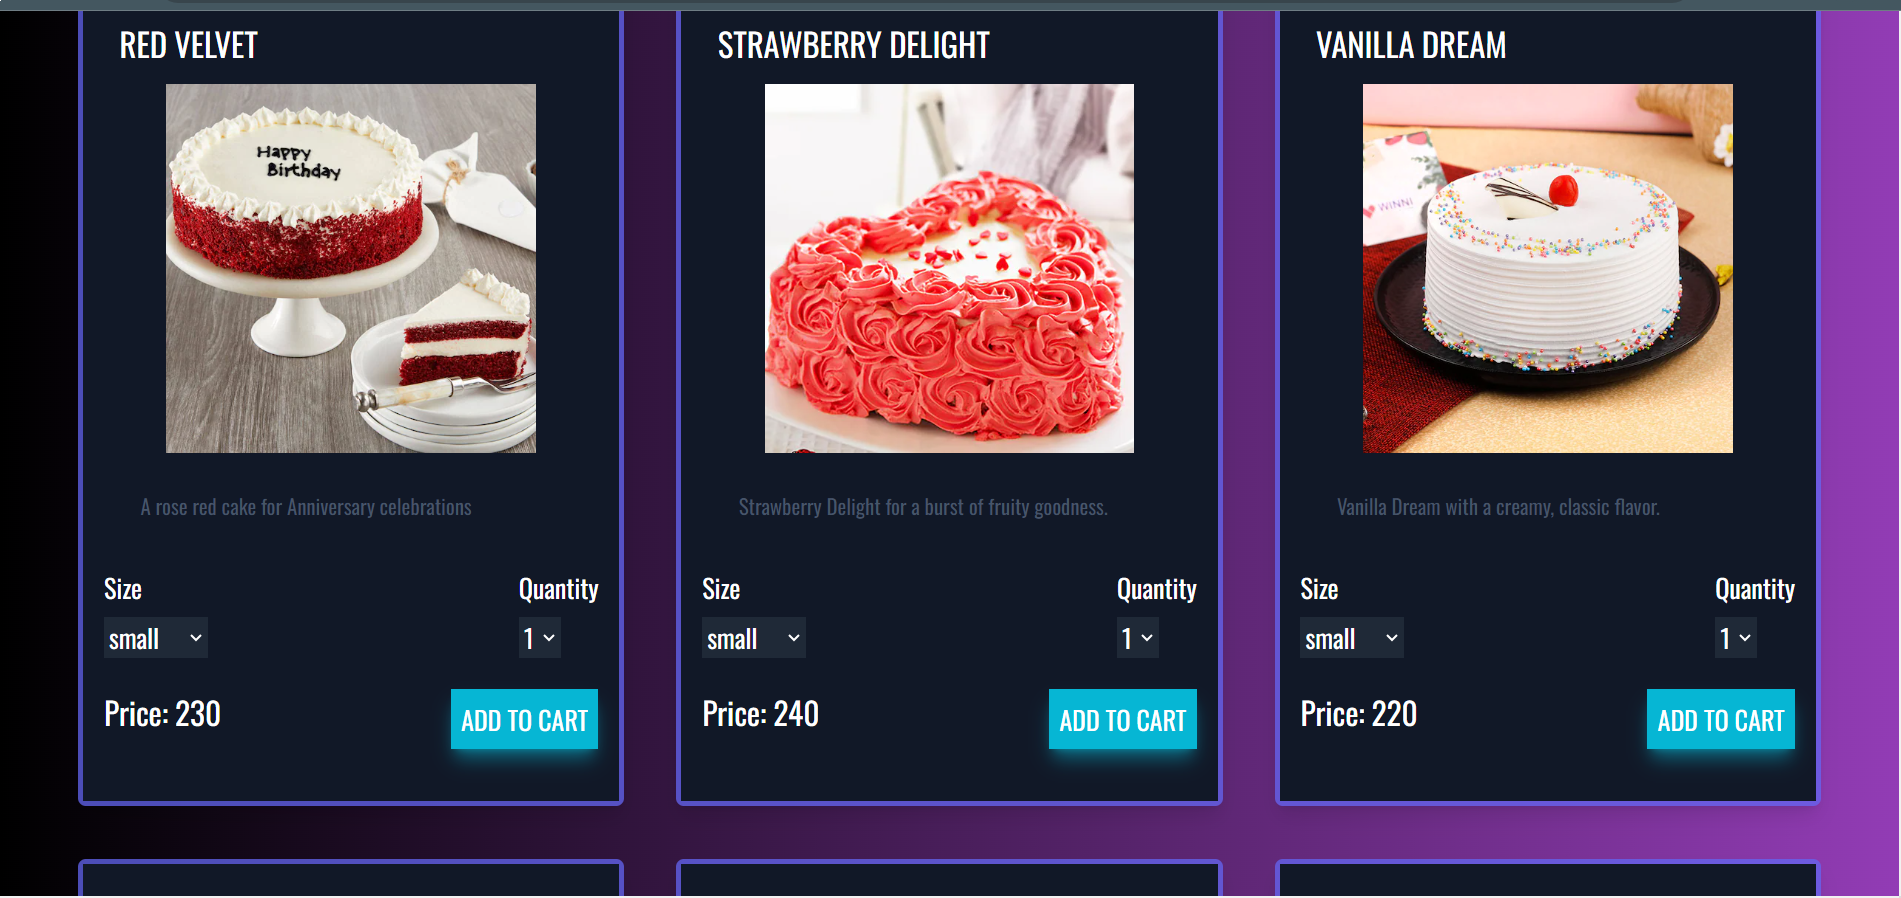 RED VELVET
STRAWBERRY DELIGHT
VANILLA DREAM
Happy
Birthday
WINNI
A rose red cake for Anniversary celebrations
Strawberry Delight for a burst of fruity goodness.
Vanilla Dream with a creamy, classic flavor.
Size
Quantity
Size
Quantity
Size
Quantity
small
1
small
1
small
1
Price: 230
ADD TO CART
Price: 240
ADD TO CART
Price: 220
ADD TO CART